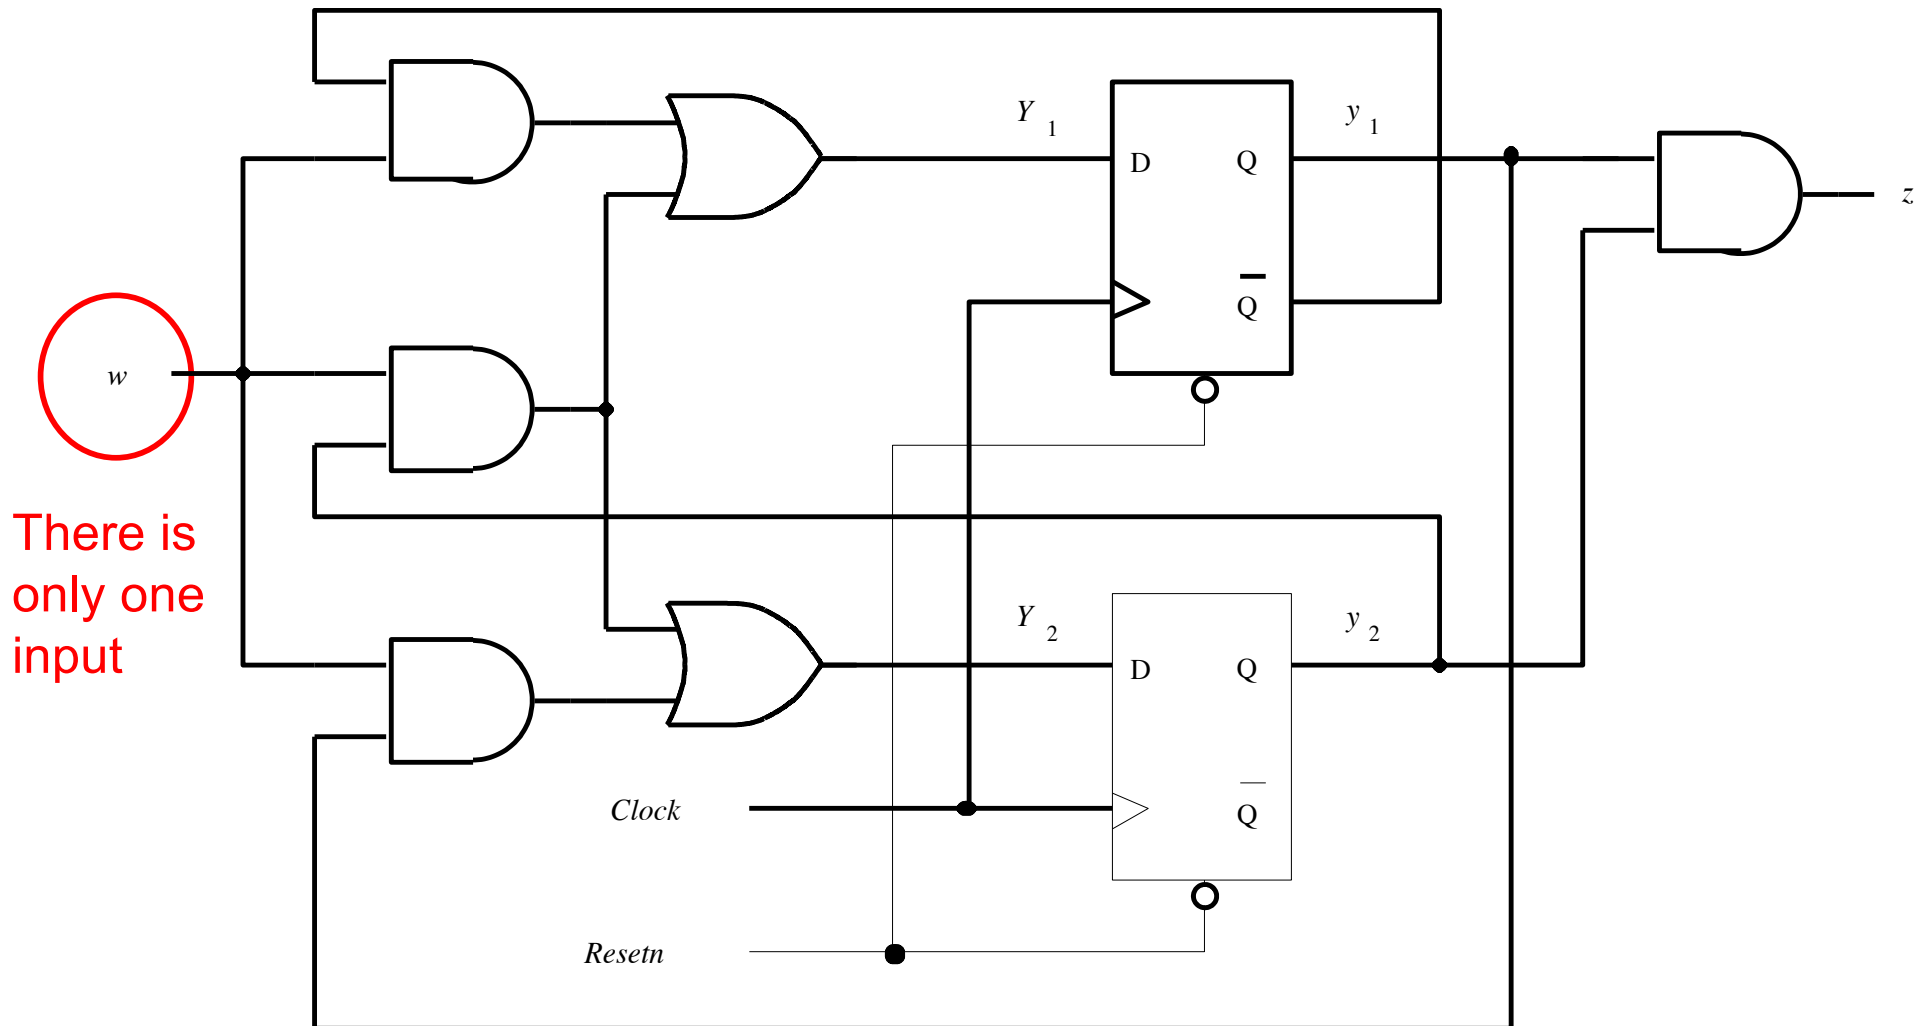 Y 1
y 1
D Q
z
Q
w
There is
only one
input
Y 2
y 2
D Q
Clock
Q
Resetn